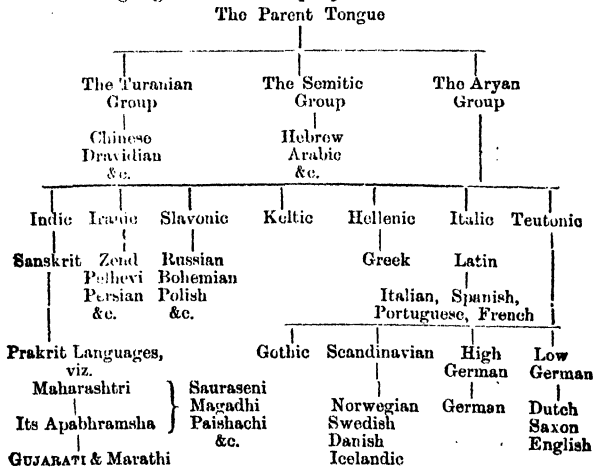 The Parent Tongue
The Turanian Group
The Semitic Group
The Aryan Group
Chinese
Dravidian
&c.
Hebrew
Arabic
&c.
Indic Iranic Slavonic Keltic Hellenic Italic Teutonic
Sanskrit
Zend
Pelhevi
Persian
&c.
Russian
Bohemian
Polish
&c.
Greek
Latin
Italian, Spanish,
Portuguese, French
Prakrit Languages,
viz.
Maharashtri
Its Apabhramsha
GUJARATI & Marathi
Sauraseni
Magadhi
Paishachi
&c.
Gothic
Scandinavian
High
German
Low
German
Norwegian
Swedish
Danish
Icelandic
German
Dutch
Saxon
English